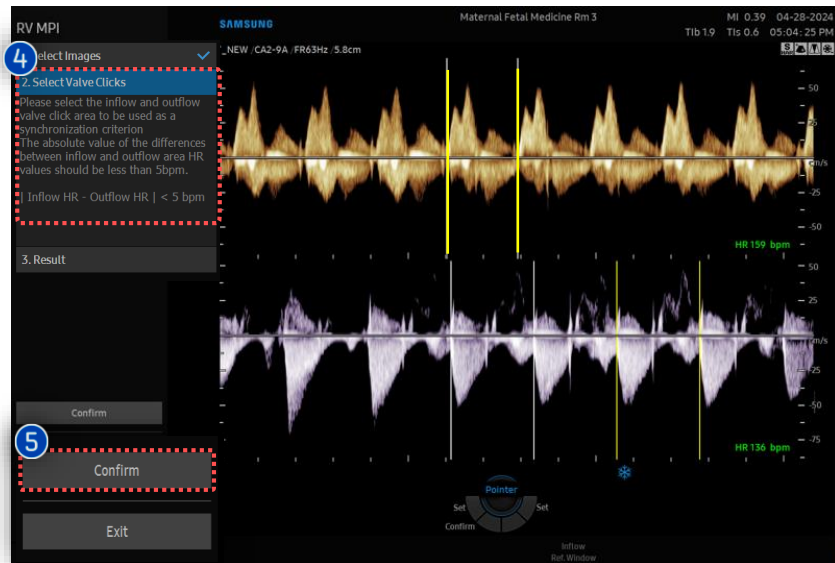 RV MPI
SAMSUNG
Maternal Fetal Medicine Rm 3
MI 0.39 04-28-2024
TIb 1.9 TIs 0.6 05:04:25 PM
_NEW /CA2-9A /FR63Hz /5.8cm
4
elect Images
2. Select Valve Clicks
Please select the inflow and outflow
valve click area to be used as a
synchronization criterion
The absolute value of the differences
between inflow and outflow area HR
values should be less than 5bpm.
| Inflow HR - Outflow HR | < 5 bpm
3. Result
50
25
cm/s
-25
-50
HR 159 bpm
50
25
cm/s
-25
-50
-75
HR 136 bpm
Confirm
5
Confirm
Exit
Pointer
Set
Set
Confirm
Inflow
Ref. Window